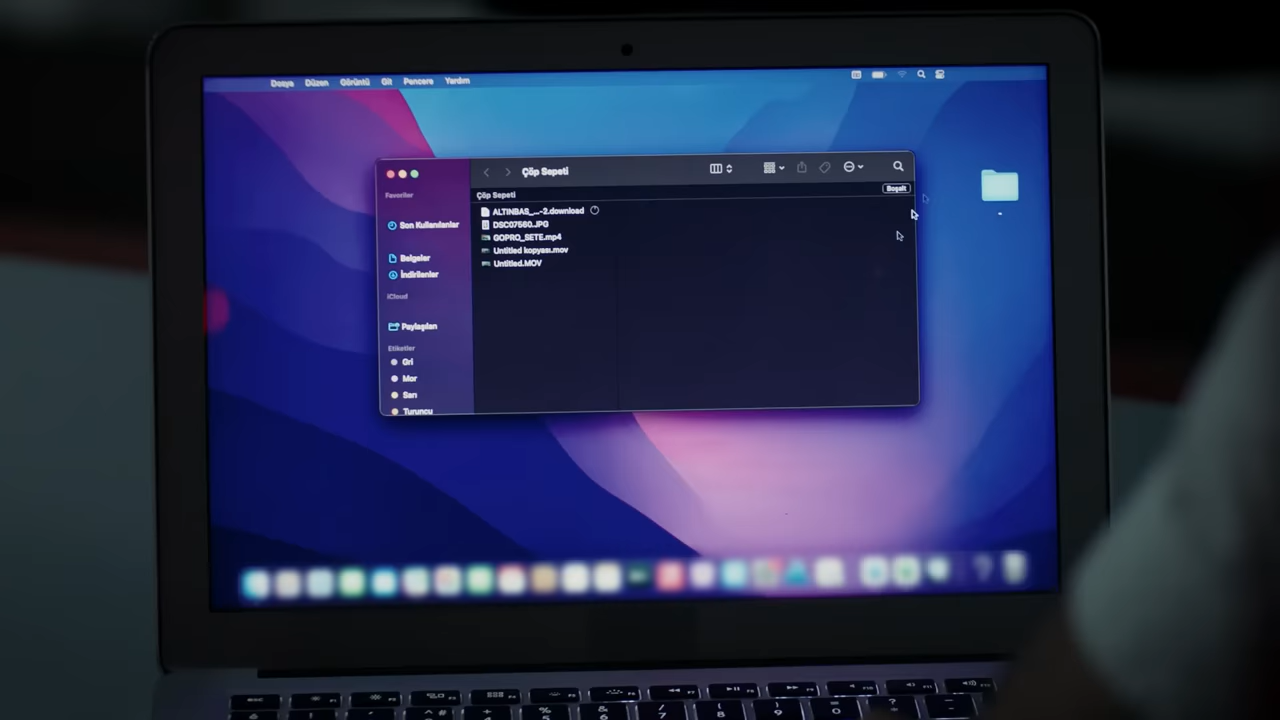 Dosya Düzen Görüntü Git Pencere Yardım
Çöp Sepeti
Favoriler
Son Kullanılanlar
Belgeler
İndirilenler
iCloud
Paylaşılan
Etiketler
Gri
Mor
Sarı
Turuncu
Çöp Sepeti
Boşalt
ALTINBAS_...-2.download
DSC07560.JPG
GOPRO_SETE.mp4
Untitled kopyası.mov
Untitled.MOV